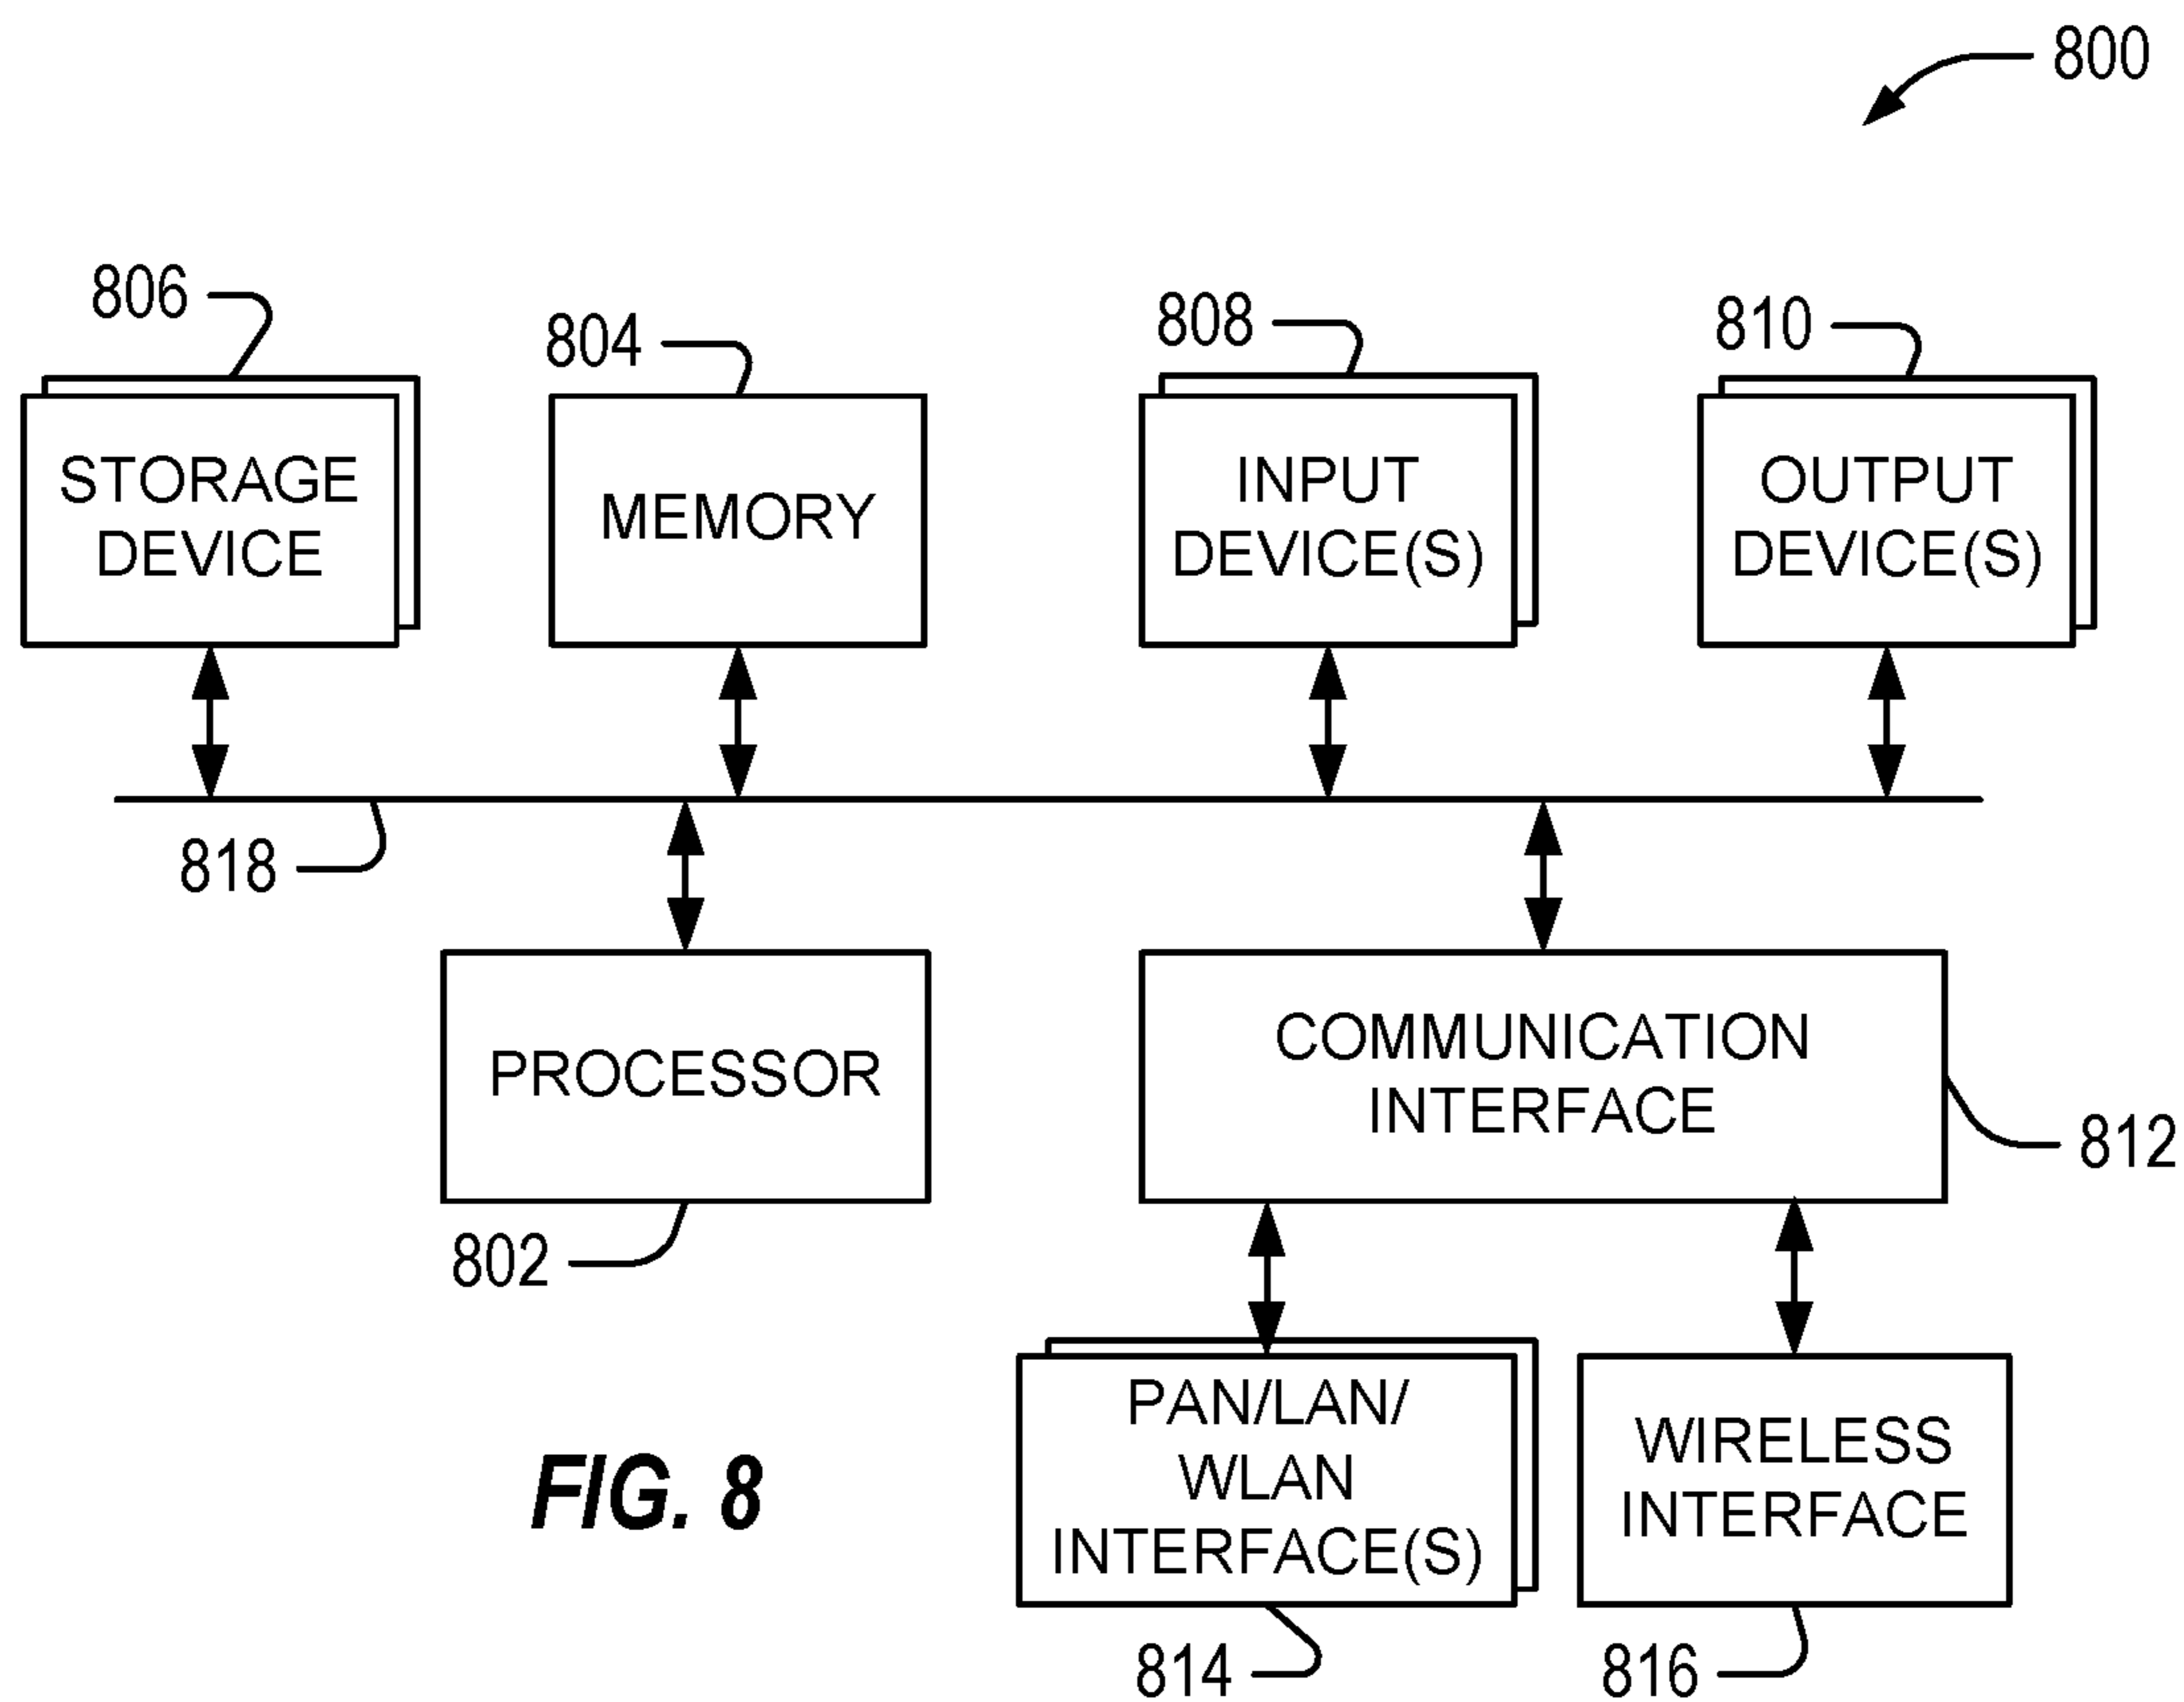 800
806
804
808
810
STORAGE
DEVICE
MEMORY
INPUT
DEVICE(S)
OUTPUT
DEVICE(S)
818
PROCESSOR
COMMUNICATION
INTERFACE
812
802
PAN/LAN/
WLAN
INTERFACE(S)
WIRELESS
INTERFACE
FIG. 8
814
816